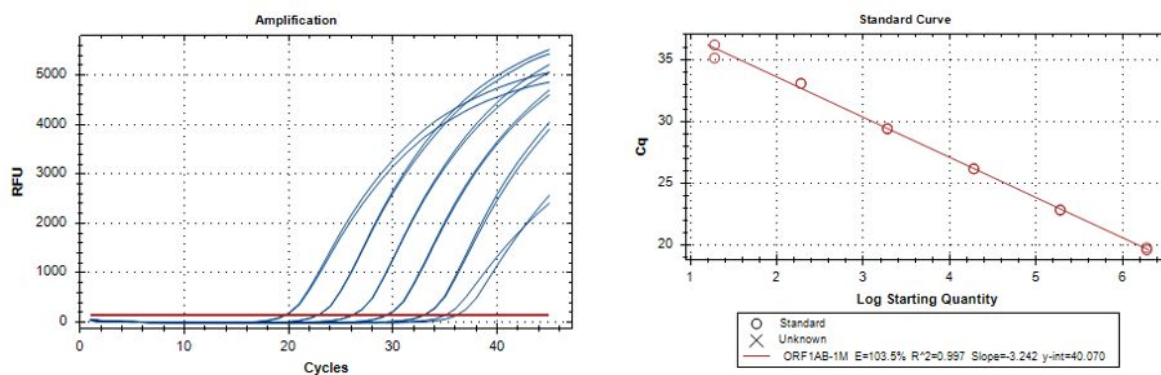 Amplification
5000
4000
3000
2000
1000
0
RFU
0
10
20
30
40
Cycles
Standard Curve
35
30
25
20
Cq
1
2
3
4
5
6
Log Starting Quantity
Standard
Unknown
ORF1AB-1M E=103.5% R^2=0.997 Slope=-3.242 y-int=40.070